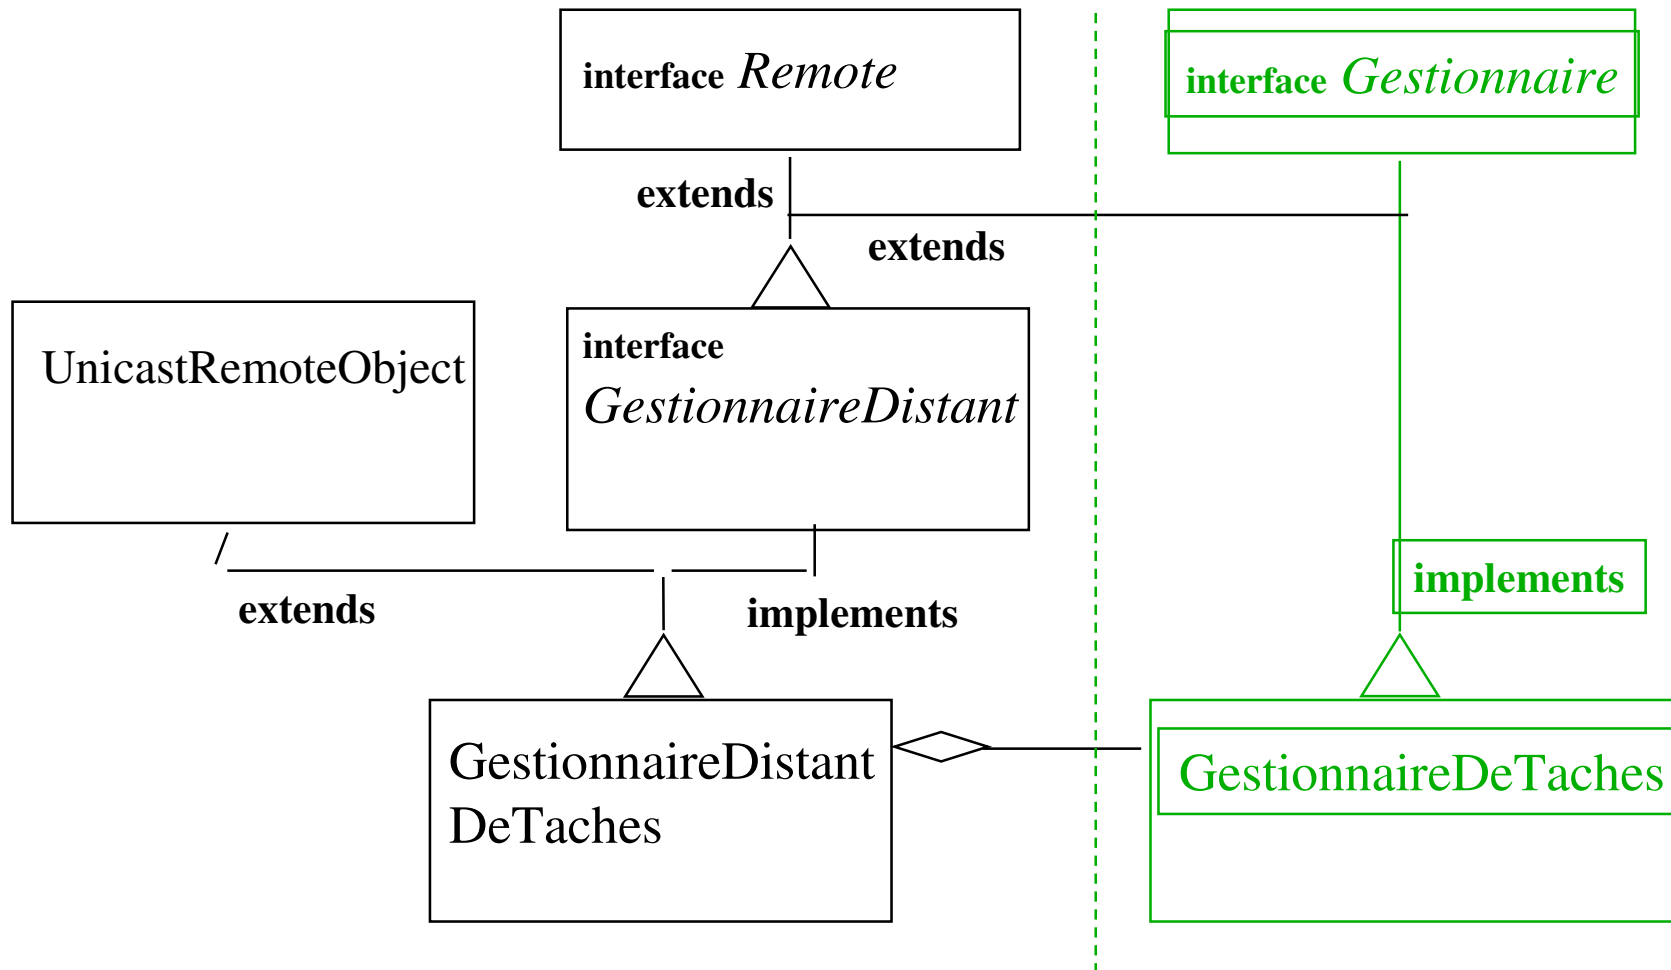 interface Remote
interface Gestionnaire
extends
extends
UnicastRemoteObject
interface
GestionnaireDistant
extends
implements
implements
GestionnaireDistant
DeTaches
GestionnaireDeTaches